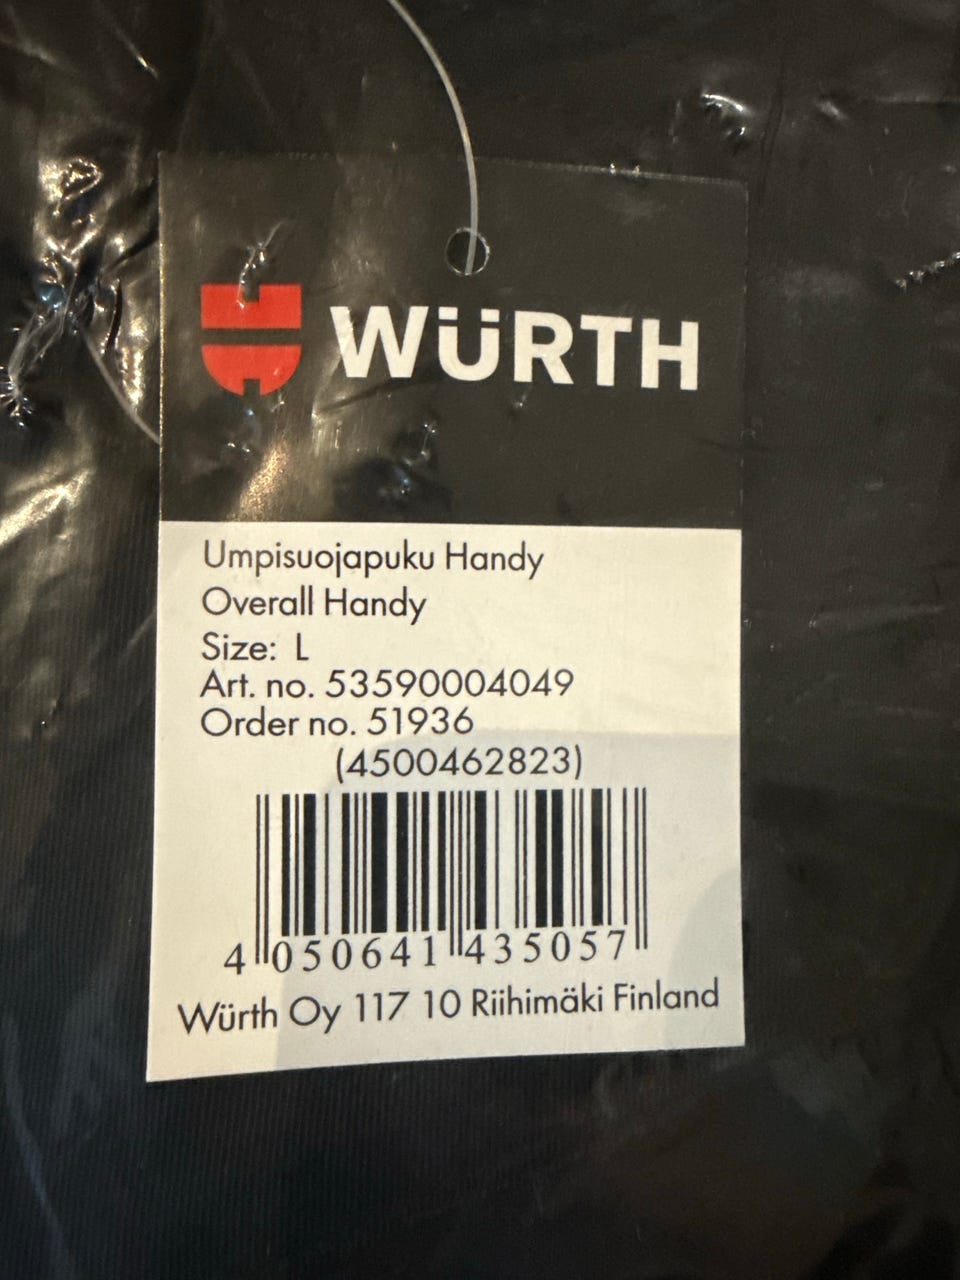 WÜRTH
Umpisuojapuku Handy
Overall Handy
Size: L
Art. no. 53590004049
Order no. 51936
(4500462823)
4 050641 435057
Würth Oy 117 10 Riihimäki Finland